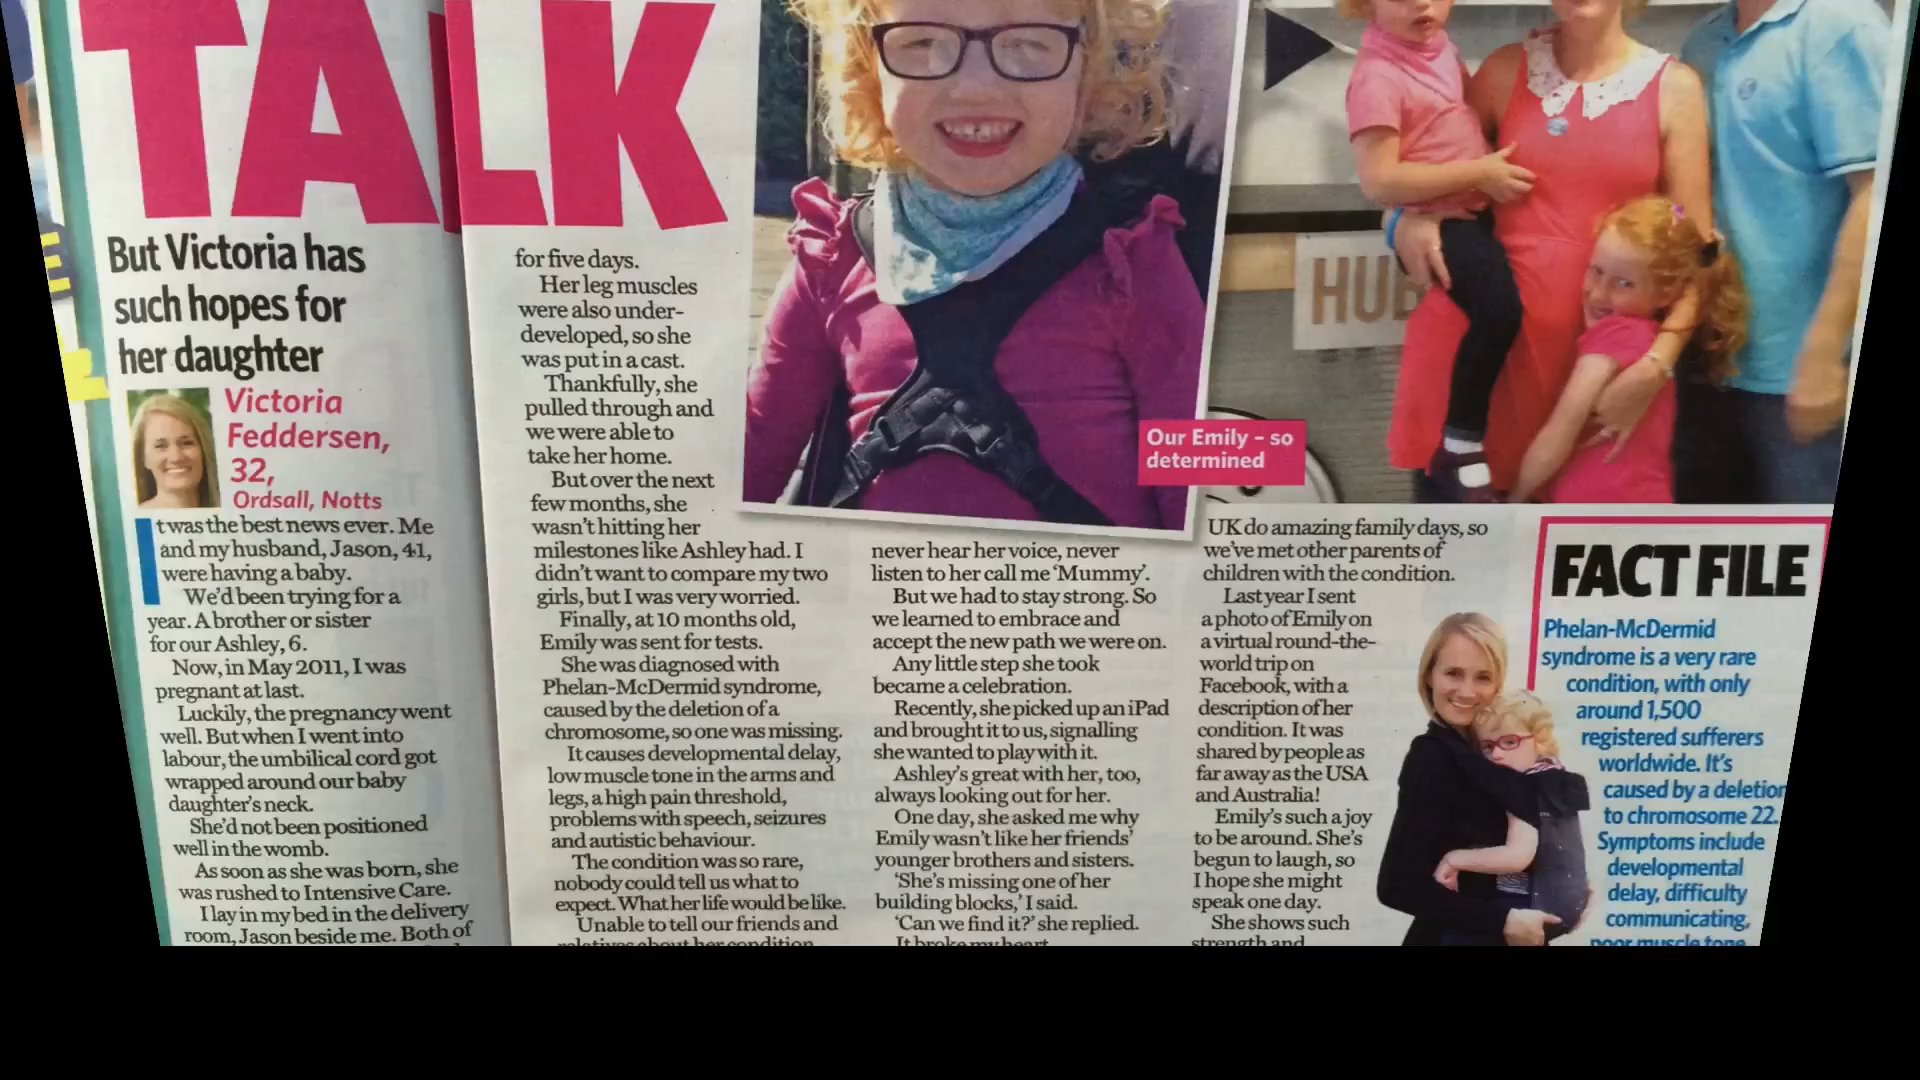 TALK
But Victoria has
such hopes for
her daughter
Victoria
Feddersen,
32,
Ordsall, Notts
It was the best news ever. Me
and my husband, Jason, 41,
were having a baby.
We'd been trying for a
year. A brother or sister
for our Ashley, 6.
Now, in May 2011, I was
pregnant at last.
Luckily, the pregnancy went
well. But when I went into
labour, the umbilical cord got
wrapped around our baby
daughter's neck.
She'd not been positioned
well in the womb.
As soon as she was born, she
was rushed to Intensive Care.
I lay in my bed in the delivery
room, Jason beside me. Both of
for five days.
Her leg muscles
were also under-
developed, so she
was put in a cast.
Thankfully, she
pulled through and
we were able to
take her home.
But over the next
few months, she
wasn't hitting her
milestones like Ashley had. I
didn't want to compare my two
girls, but I was very worried.
Finally, at 10 months old,
Emily was sent for tests.
She was diagnosed with
Phelan-McDermid syndrome,
caused by the deletion of a
chromosome, so one was missing.
It causes developmental delay,
low muscle tone in the arms and
legs, a high pain threshold,
problems with speech, seizures
and autistic behaviour.
The condition was so rare,
nobody could tell us what to
expect. What her life would be like.
Unable to tell our friends and
relatives about her condition
Our Emily – so
determined
never hear her voice, never
listen to her call me 'Mummy'.
But we had to stay strong. So
we learned to embrace and
accept the new path we were on.
Any little step she took
became a celebration.
Recently, she picked up an iPad
and brought it to us, signalling
she wanted to play with it.
Ashley's great with her, too,
always looking out for her.
One day, she asked me why
Emily wasn't like her friends'
younger brothers and sisters.
'She's missing one of her
building blocks,' I said.
'Can we find it?' she replied.
It broke my heart
HUB
UK do amazing family days, so
we've met other parents of
children with the condition.
Last year I sent
a photo of Emily on
a virtual round-the-
world trip on
Facebook, with a
description of her
condition. It was
shared by people as
far away as the USA
and Australia!
Emily's such a joy
to be around. She's
begun to laugh, so
I hope she might
speak one day.
She shows such
strength and
FACT FILE
Phelan-McDermid
syndrome is a very rare
condition, with only
around 1,500
registered sufferers
worldwide. It's
caused by a deletion
to chromosome 22.
Symptoms include
developmental
delay, difficulty
communicating,
poor muscle tone